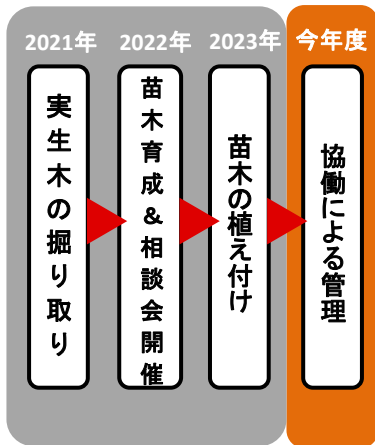 2021年
実生木の掘り取り
2022年
苗木育成＆相談会開催
2023年
苗木の植え付け
今年度
協働による管理